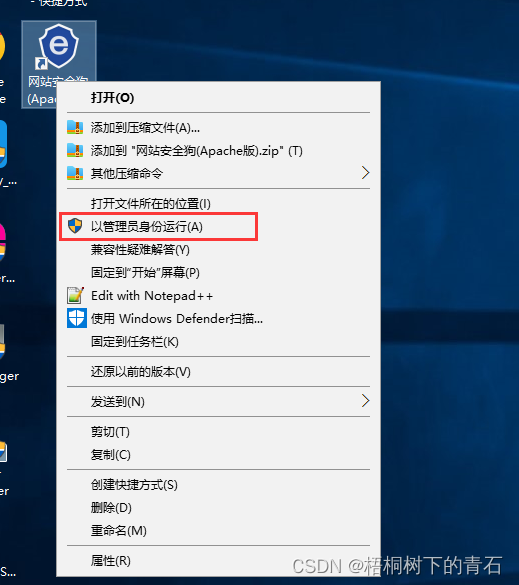 - 快捷方式
网站安全狗
(Apac
打开(O)
添加到压缩文件(A)...
添加到 "网站安全狗(Apache版).zip" (T)
其他压缩命令
打开文件所在的位置(I)
以管理员身份运行(A)
兼容性疑难解答(Y)
固定到"开始"屏幕(P)
Edit with Notepad++
使用 Windows Defender扫描...
固定到任务栏(K)
还原以前的版本(V)
发送到(N)
剪切(T)
复制(C)
创建快捷方式(S)
删除(D)
重命名(M)
属性(R)
e
e
y_...
er...
ger
r
er
S...
CSDN @梧桐树下的青石